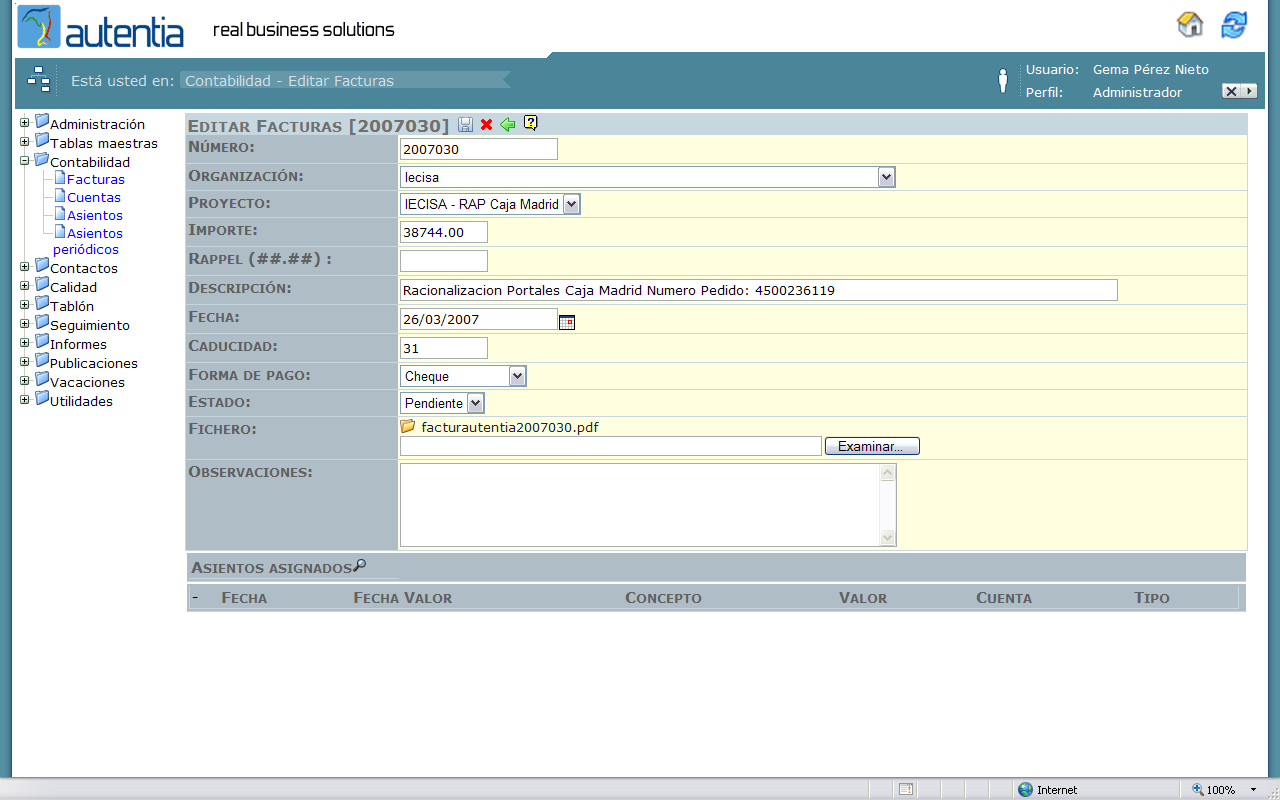 autentia real business solutions
Está usted en: Contabilidad - Editar Facturas
Usuario: Gema Pérez Nieto
Perfil: Administrador
Administración
Tablas maestras
Contabilidad
Facturas
Cuentas
Asientos
Asientos
periódicos
Contactos
Calidad
Tablón
Seguimiento
Informes
Publicaciones
Vacaciones
Utilidades
Editar Facturas [2007030]
Número: 2007030
Organización: Iecisa
Proyecto: IECISA - RAP Caja Madrid
Importe: 38744.00
Rappel (##.##) :
Descripción: Racionalizacion Portales Caja Madrid Numero Pedido: 4500236119
Fecha: 26/03/2007
Caducidad: 31
Forma de pago: Cheque
Estado: Pendiente
Fichero: facturautentia2007030.pdf
Examinar...
Observaciones:
Asientos asignados
- Fecha Fecha Valor Concepto Valor Cuenta Tipo
Internet 100%